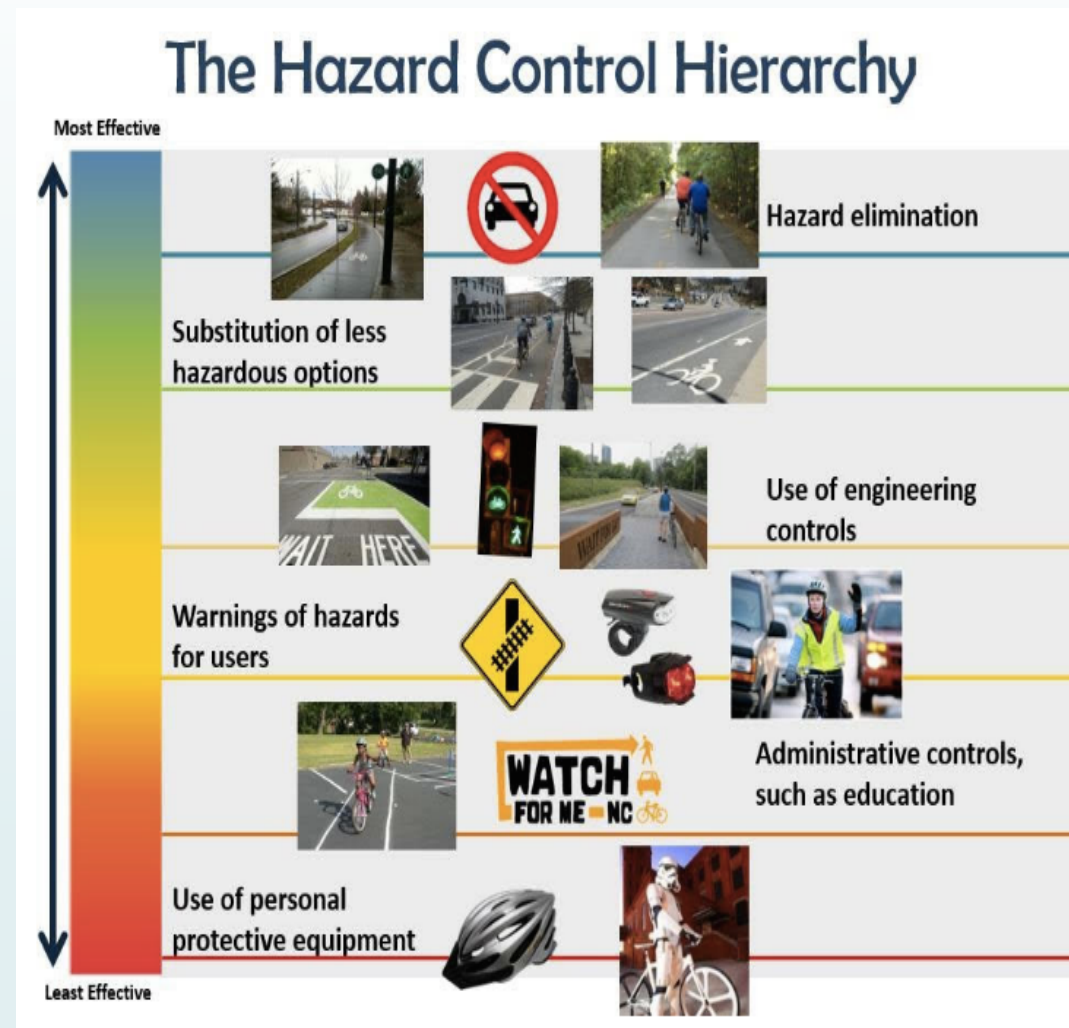 The Hazard Control Hierarchy
Most Effective
Hazard elimination
Substitution of less
hazardous options
WAIT HERE
Use of engineering
controls
Warnings of hazards
for users
WATCH
FOR ME-NC
Administrative controls,
such as education
Use of personal
protective equipment
Least Effective